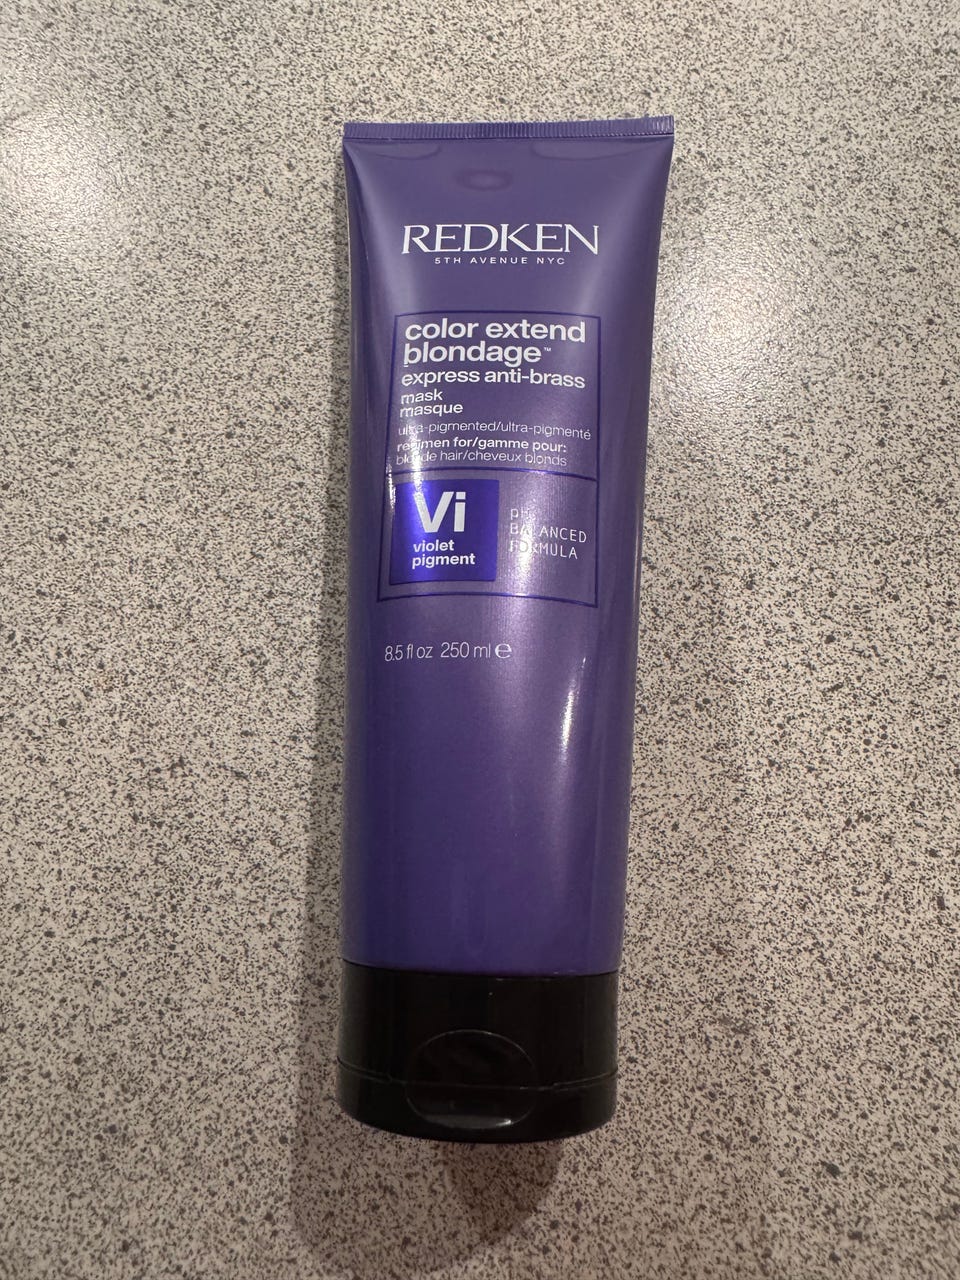 REDKEN
5TH AVENUE NYC
color extend
blondage™
express anti-brass
mask
masque
ultra-pigmented/ultra-pigmenté
regimen for/gamme pour:
blonde hair/cheveux blonds
Vi
violet
pigment
pH
BALANCED
FORMULA
8.5 fl oz 250 ml ℮